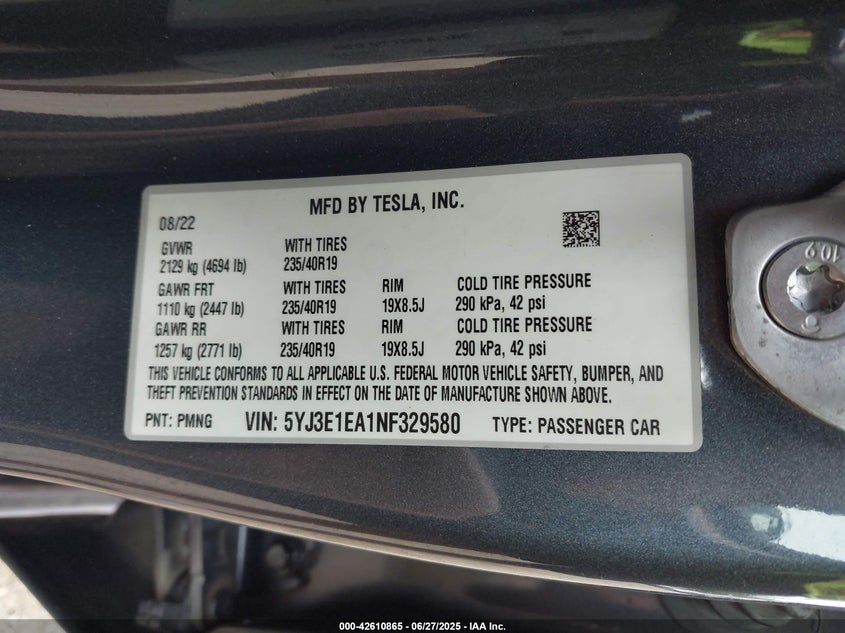 MFD BY TESLA, INC.
08/22
GVWR WITH TIRES
2129 kg (4694 lb) 235/40R19
GAWR FRT WITH TIRES RIM COLD TIRE PRESSURE
1110 kg (2447 lb) 235/40R19 19X8.5J 290 kPa, 42 psi
GAWR RR WITH TIRES RIM COLD TIRE PRESSURE
1257 kg (2771 lb) 235/40R19 19X8.5J 290 kPa, 42 psi
THIS VEHICLE CONFORMS TO ALL APPLICABLE U.S. FEDERAL MOTOR VEHICLE SAFETY, BUMPER, AND
THEFT PREVENTION STANDARDS IN EFFECT ON THE DATE OF MANUFACTURE SHOWN ABOVE.
PNT: PMNG VIN: 5YJ3E1EA1NF329580 TYPE: PASSENGER CAR
10.9
000-42610865 - 06/27/2025 - IAA Inc.